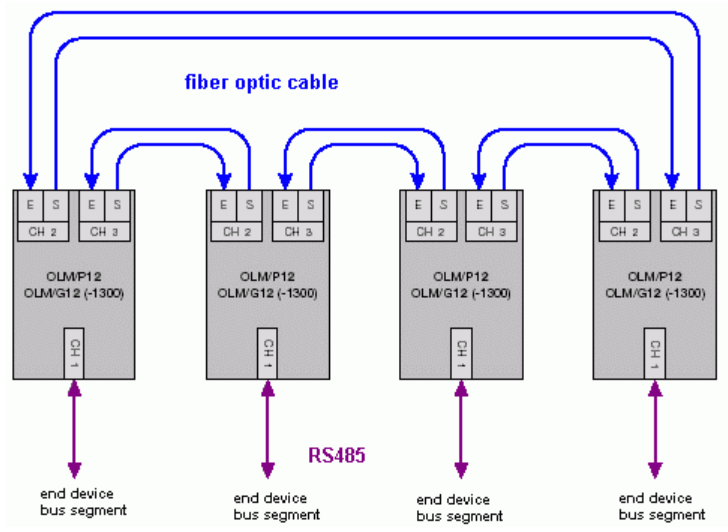 fiber optic cable
E S E S
CH 2 CH 3
OLM/P12
OLM/G12 (-1300)
CH 1
E S E S
CH 2 CH 3
OLM/P12
OLM/G12 (-1300)
CH 1
E S E S
CH 2 CH 3
OLM/P12
OLM/G12 (-1300)
CH 1
E S E S
CH 2 CH 3
OLM/P12
OLM/G12 (-1300)
CH 1
RS485
end device
bus segment
end device
bus segment
end device
bus segment
end device
bus segment